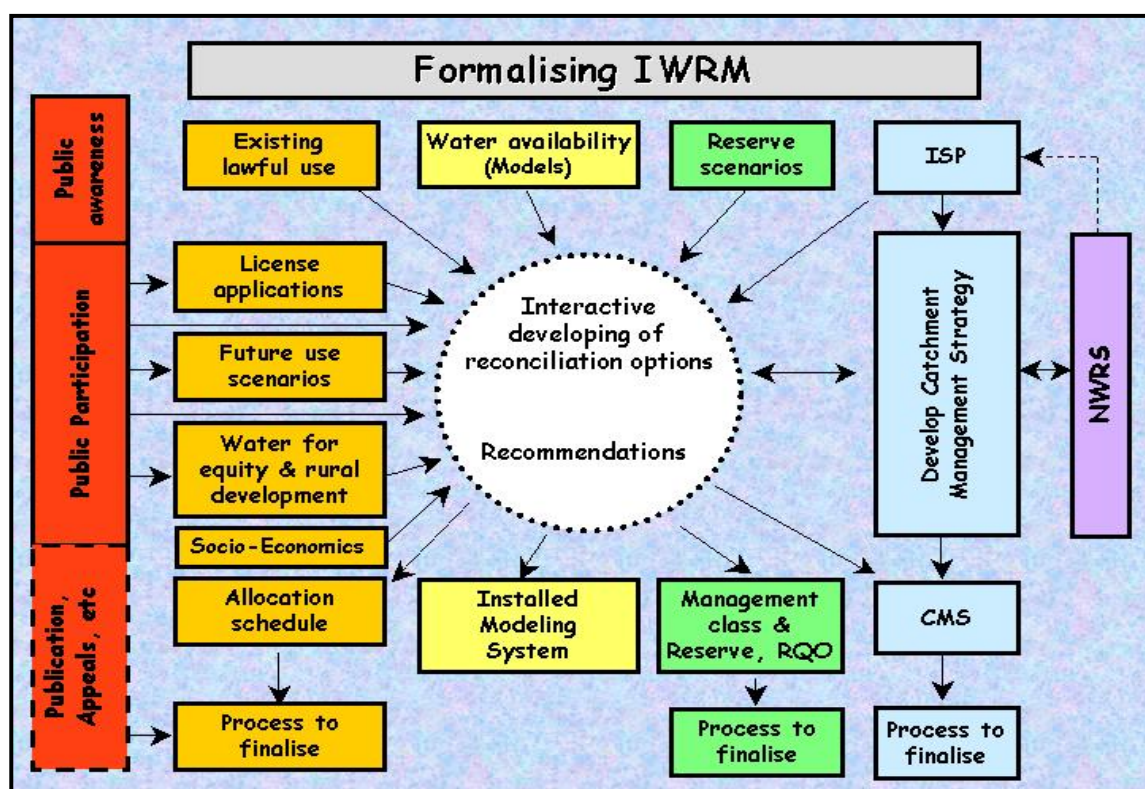 Formalising IWRM
Public
awareness
Public Participation
Publication,
Appeals, etc
Existing
lawful use
Water availability
(Models)
Reserve
scenarios
ISP
License
applications
Future use
scenarios
Water for
equity & rural
development
Socio-Economics
Interactive
developing of
reconciliation options
Recommendations
Develop Catchment
Management Strategy
NWRS
Allocation
schedule
Installed
Modeling
System
Management
class &
Reserve, RQO
CMS
Process to
finalise
Process to
finalise
Process to
finalise